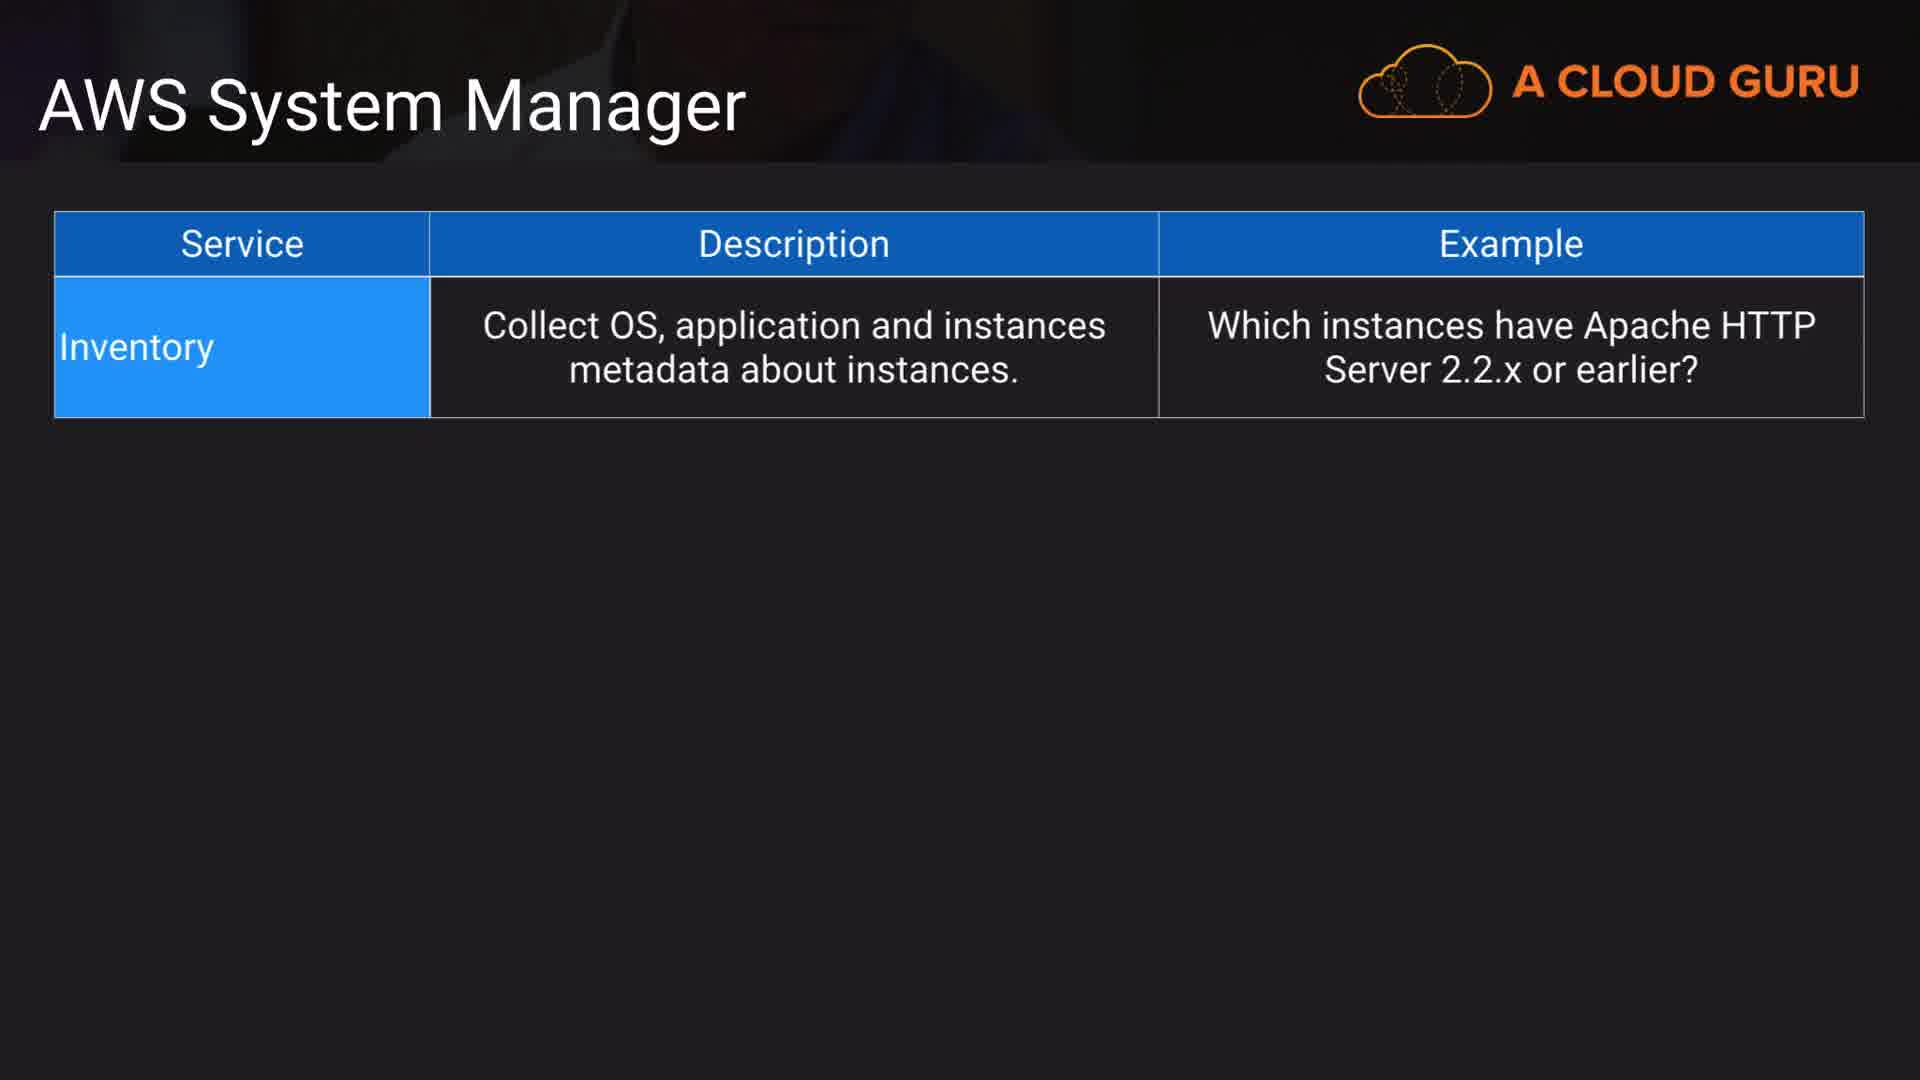 AWS System Manager
A CLOUD GURU
Service
Description
Example
Inventory
Collect OS, application and instances
metadata about instances.
Which instances have Apache HTTP
Server 2.2.x or earlier?